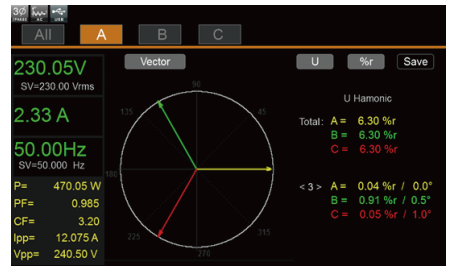 3Ø
3PHASE AC USB
All A B C
230.05V
SV=230.00 Vrms
2.33 A
50.00Hz
SV=50.000 Hz
P= 470.05 W
PF= 0.985
CF= 3.20
Ipp= 12.075 A
Vpp= 240.50 V
Vector
90
135 45
180
225 315
270
U %r Save
U Hamonic
Total: A = 6.30 %r
B = 6.30 %r
C = 6.30 %r
< 3 > A = 0.04 %r / 0.0°
B = 0.91 %r / 0.5°
C = 0.05 %r / 1.0°